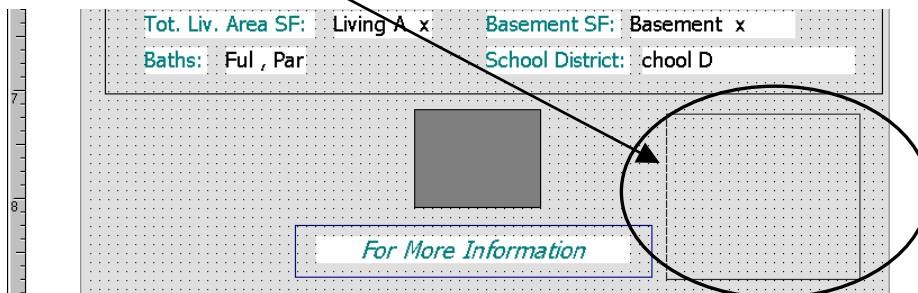 Tot. Liv. Area SF: Living A x Basement SF: Basement x
Baths: Ful , Par School District: chool D
7
8
For More Information